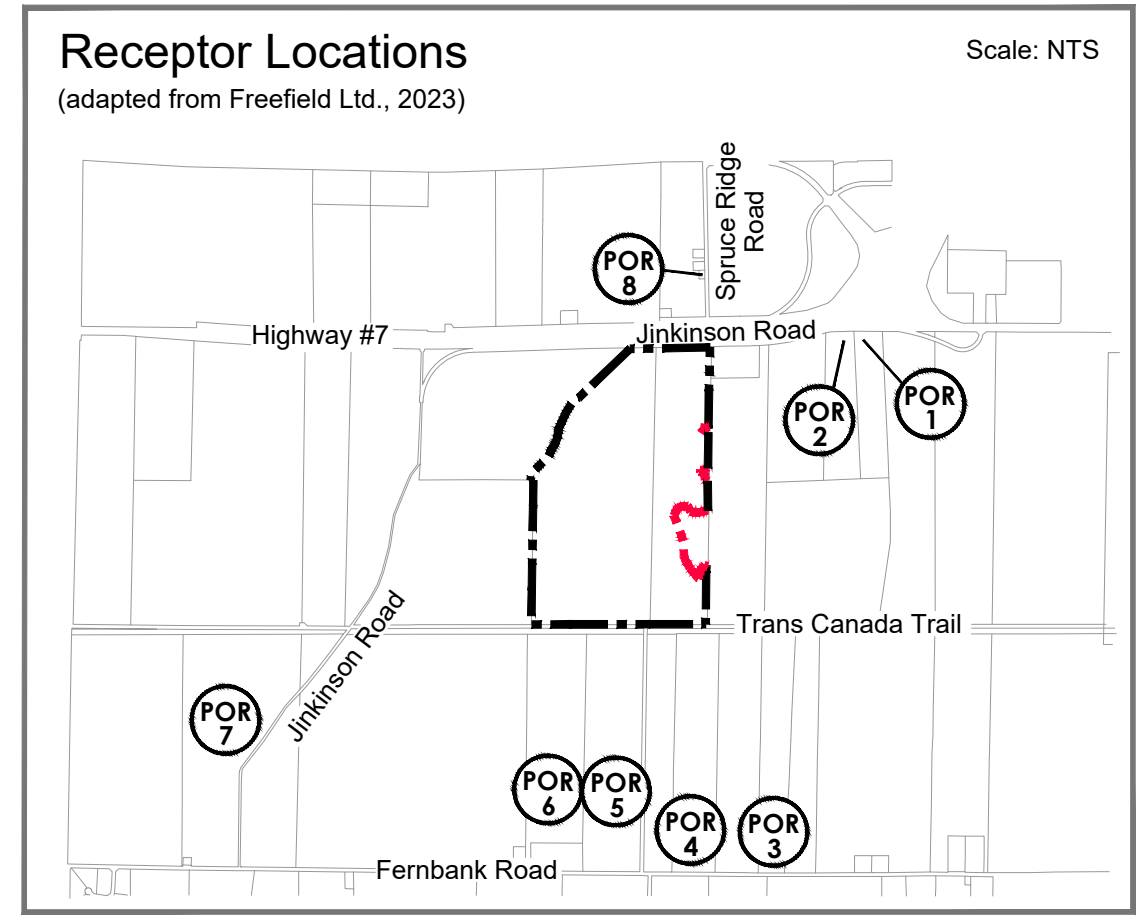 Receptor Locations
Scale: NTS
(adapted from Freefield Ltd., 2023)
Spruce Ridge
Road
POR
8
Highway #7
Jinkinson Road
POR
1
POR
2
Jinkinson Road
Trans Canada Trail
POR
7
POR
6
POR
5
POR
4
POR
3
Fernbank Road